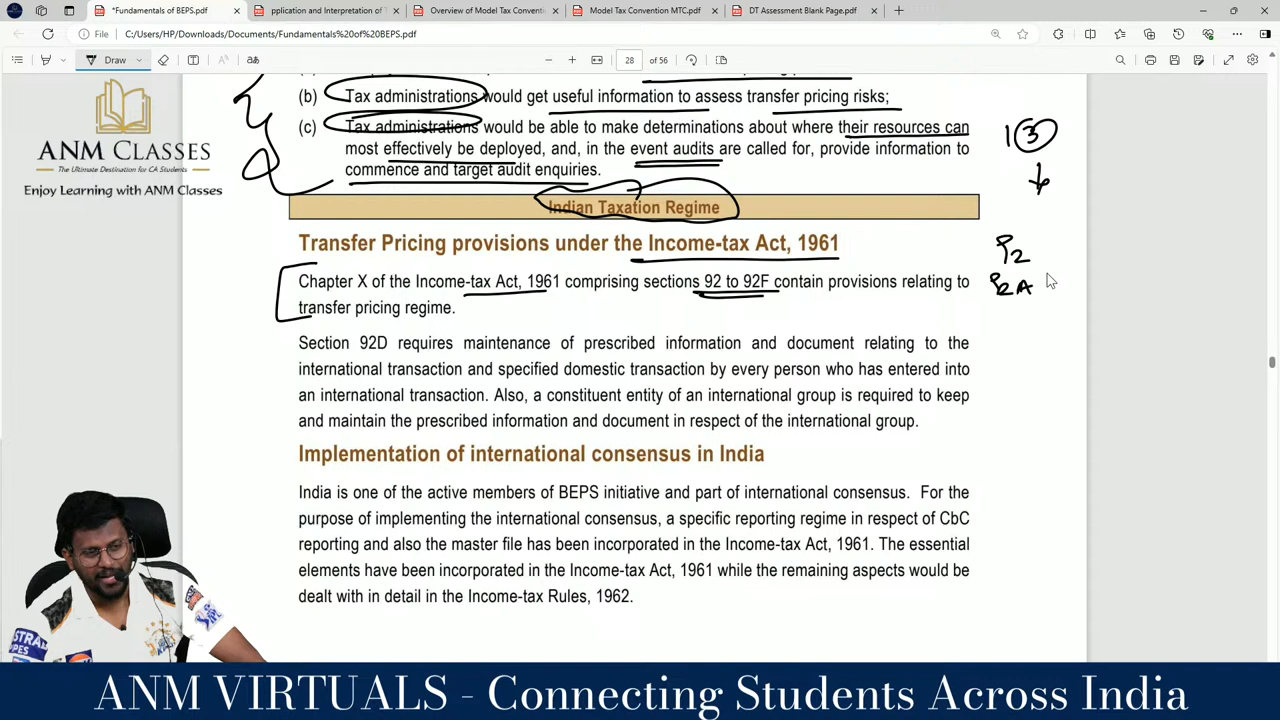 *Fundamentals of BEPS.pdf
pplication and Interpretation of T
Overview of Model Tax Conventi
Model Tax Convention MTC.pdf
DT Assessment Blank Page.pdf
File
C:/Users/HP/Downloads/Documents/Fundamentals%20of%20BEPS.pdf
Draw
28 of 56
(b) Tax administrations would get useful information to assess transfer pricing risks;
(c) Tax administrations would be able to make determinations about where their resources can
most effectively be deployed, and, in the event audits are called for, provide information to
commence and target audit enquiries.
13
ANM CLASSES
The Ultimate Destination for CA Students
Enjoy Learning with ANM Classes
Indian Taxation Regime
Transfer Pricing provisions under the Income-tax Act, 1961
92
92A
Chapter X of the Income-tax Act, 1961 comprising sections 92 to 92F contain provisions relating to
transfer pricing regime.
Section 92D requires maintenance of prescribed information and document relating to the
international transaction and specified domestic transaction by every person who has entered into
an international transaction. Also, a constituent entity of an international group is required to keep
and maintain the prescribed information and document in respect of the international group.
Implementation of international consensus in India
India is one of the active members of BEPS initiative and part of international consensus. For the
purpose of implementing the international consensus, a specific reporting regime in respect of CbC
reporting and also the master file has been incorporated in the Income-tax Act, 1961. The essential
elements have been incorporated in the Income-tax Act, 1961 while the remaining aspects would be
dealt with in detail in the Income-tax Rules, 1962.
ANM VIRTUALS - Connecting Students Across India